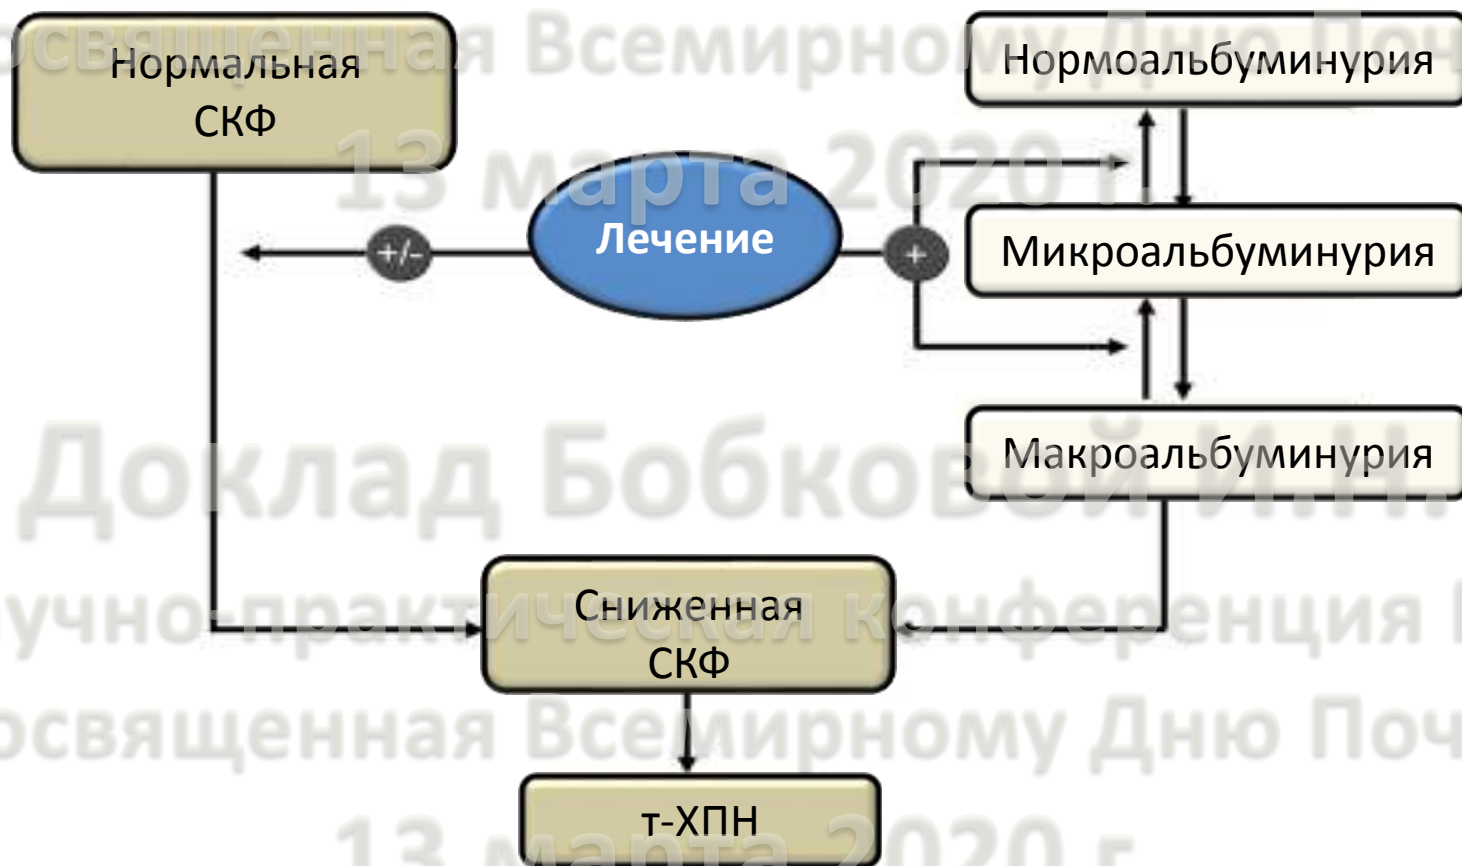 освященная Всемирному Дню Поч
Нормальная
СКФ
Нормоальбуминурия
13 марта 2020 г.
Лечение
+/-
+
Микроальбуминурия
Макроальбуминурия
Доклад Бобковой И.Н.
учно-практическая конференция
Сниженная
СКФ
освященная Всемирному Дню Поч
т-ХПН
13 марта 2020 г